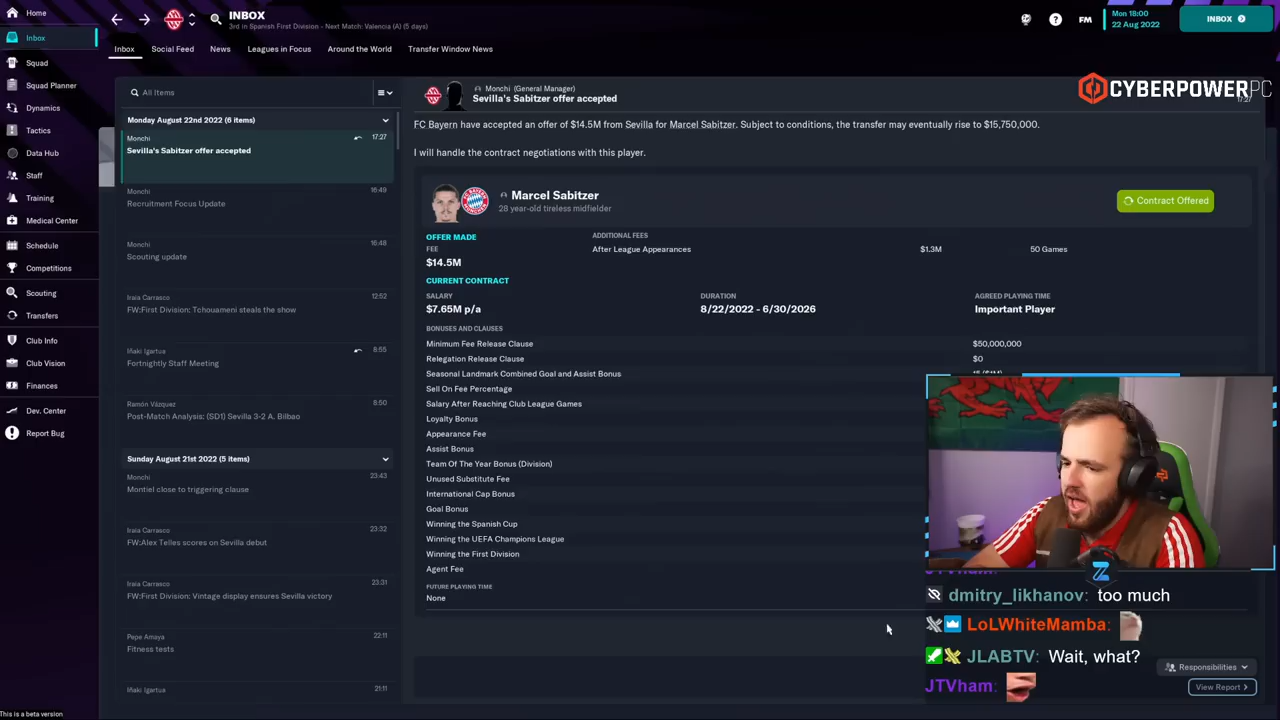 Home
Inbox
Squad
Squad Planner
Dynamics
Tactics
Data Hub
Staff
Training
Medical Center
Schedule
Competitions
Scouting
Transfers
Club Info
Club Vision
Finances
Dev. Center
Report Bug
This is a beta version
INBOX
3rd in Spanish First Division - Next Match: Valencia (A) (5 days)
FM
Mon 18:00
22 Aug 2022
INBOX
Inbox
Social Feed
News
Leagues in Focus
Around the World
Transfer Window News
CYBERPOWERPC
17:27
All Items
Monday August 22nd 2022 (6 items)
Monchi
17:27
Sevilla's Sabitzer offer accepted
Monchi
16:49
Recruitment Focus Update
Monchi
16:48
Scouting update
Iraia Carrasco
12:52
FW:First Division: Tchouameni steals the show
Iñaki Igartua
8:55
Fortnightly Staff Meeting
Ramón Vázquez
8:50
Post-Match Analysis: (SD1) Sevilla 3-2 A. Bilbao
Sunday August 21st 2022 (5 items)
Monchi
23:43
Montiel close to triggering clause
Iraia Carrasco
23:32
FW:Alex Telles scores on Sevilla debut
Iraia Carrasco
23:31
FW:First Division: Vintage display ensures Sevilla victory
Pepe Amaya
22:11
Fitness tests
Iñaki Igartua
21:11
Monchi (General Manager)
Sevilla's Sabitzer offer accepted
FC Bayern have accepted an offer of $14.5M from Sevilla for Marcel Sabitzer. Subject to conditions, the transfer may eventually rise to $15,750,000.
I will handle the contract negotiations with this player.
Marcel Sabitzer
28 year-old tireless midfielder
Contract Offered
OFFER MADE
FEE
$14.5M
ADDITIONAL FEES
After League Appearances
$1.3M
50 Games
CURRENT CONTRACT
SALARY
$7.65M p/a
DURATION
8/22/2022 - 6/30/2026
AGREED PLAYING TIME
Important Player
BONUSES AND CLAUSES
Minimum Fee Release Clause
$50,000,000
Relegation Release Clause
$0
Seasonal Landmark Combined Goal and Assist Bonus
Sell On Fee Percentage
Salary After Reaching Club League Games
Loyalty Bonus
Appearance Fee
Assist Bonus
Team Of The Year Bonus (Division)
Unused Substitute Fee
International Cap Bonus
Goal Bonus
Winning the Spanish Cup
Winning the UEFA Champions League
Winning the First Division
Agent Fee
FUTURE PLAYING TIME
None
dmitry_likhanov: too much
LoLWhiteMamba:
JLABTV: Wait, what?
JTVham:
Responsibilities
View Report